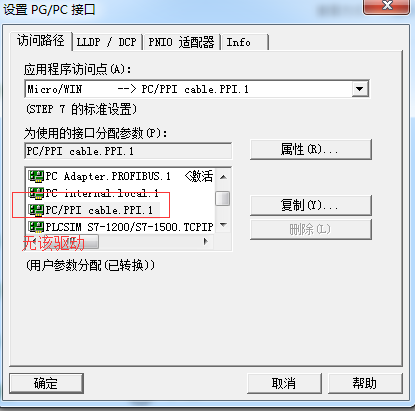 设置 PG/PC 接口
访问路径 LLDP / DCP PNIO 适配器 Info
应用程序访问点(A):
Micro/WIN --> PC/PPI cable.PPI.1
(STEP 7 的标准设置)
为使用的接口分配参数(P):
PC/PPI cable.PPI.1
属性(R)...
PC Adapter.PROFIBUS.1 <激活
PC internal.local.1
PC/PPI cable.PPI.1
复制(Y)...
PLCSIM S7-1200/S7-1500.TCPIP
删除(L)
无该驱动
(用户参数分配(已转换))
确定 取消 帮助